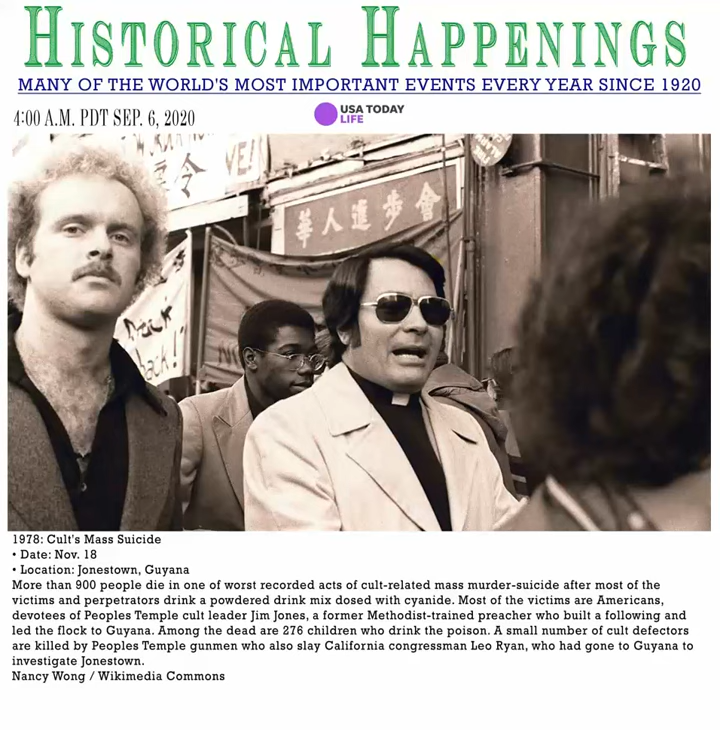 HISTORICAL HAPPENINGS
MANY OF THE WORLD'S MOST IMPORTANT EVENTS EVERY YEAR SINCE 1920
4:00 A.M. PDT SEP. 6, 2020
USA TODAY
LIFE
VE!
令
華人進步會
back!"
1978: Cult's Mass Suicide
• Date: Nov. 18
• Location: Jonestown, Guyana
More than 900 people die in one of worst recorded acts of cult-related mass murder-suicide after most of the
victims and perpetrators drink a powdered drink mix dosed with cyanide. Most of the victims are Americans,
devotees of Peoples Temple cult leader Jim Jones, a former Methodist-trained preacher who built a following and
led the flock to Guyana. Among the dead are 276 children who drink the poison. A small number of cult defectors
are killed by Peoples Temple gunmen who also slay California congressman Leo Ryan, who had gone to Guyana to
investigate Jonestown.
Nancy Wong / Wikimedia Commons